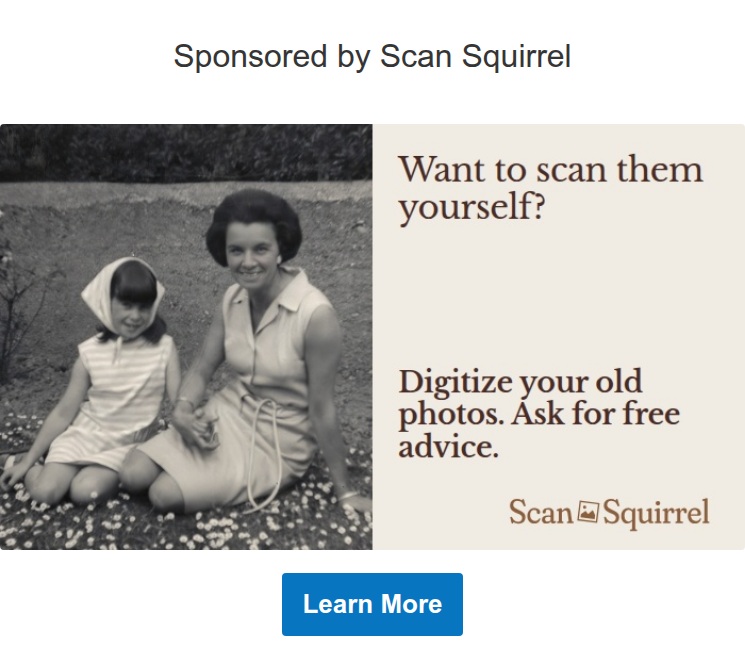 Sponsored by Scan Squirrel
Want to scan them
yourself?
Digitize your old
photos. Ask for free
advice.
Scan Squirrel
Learn More